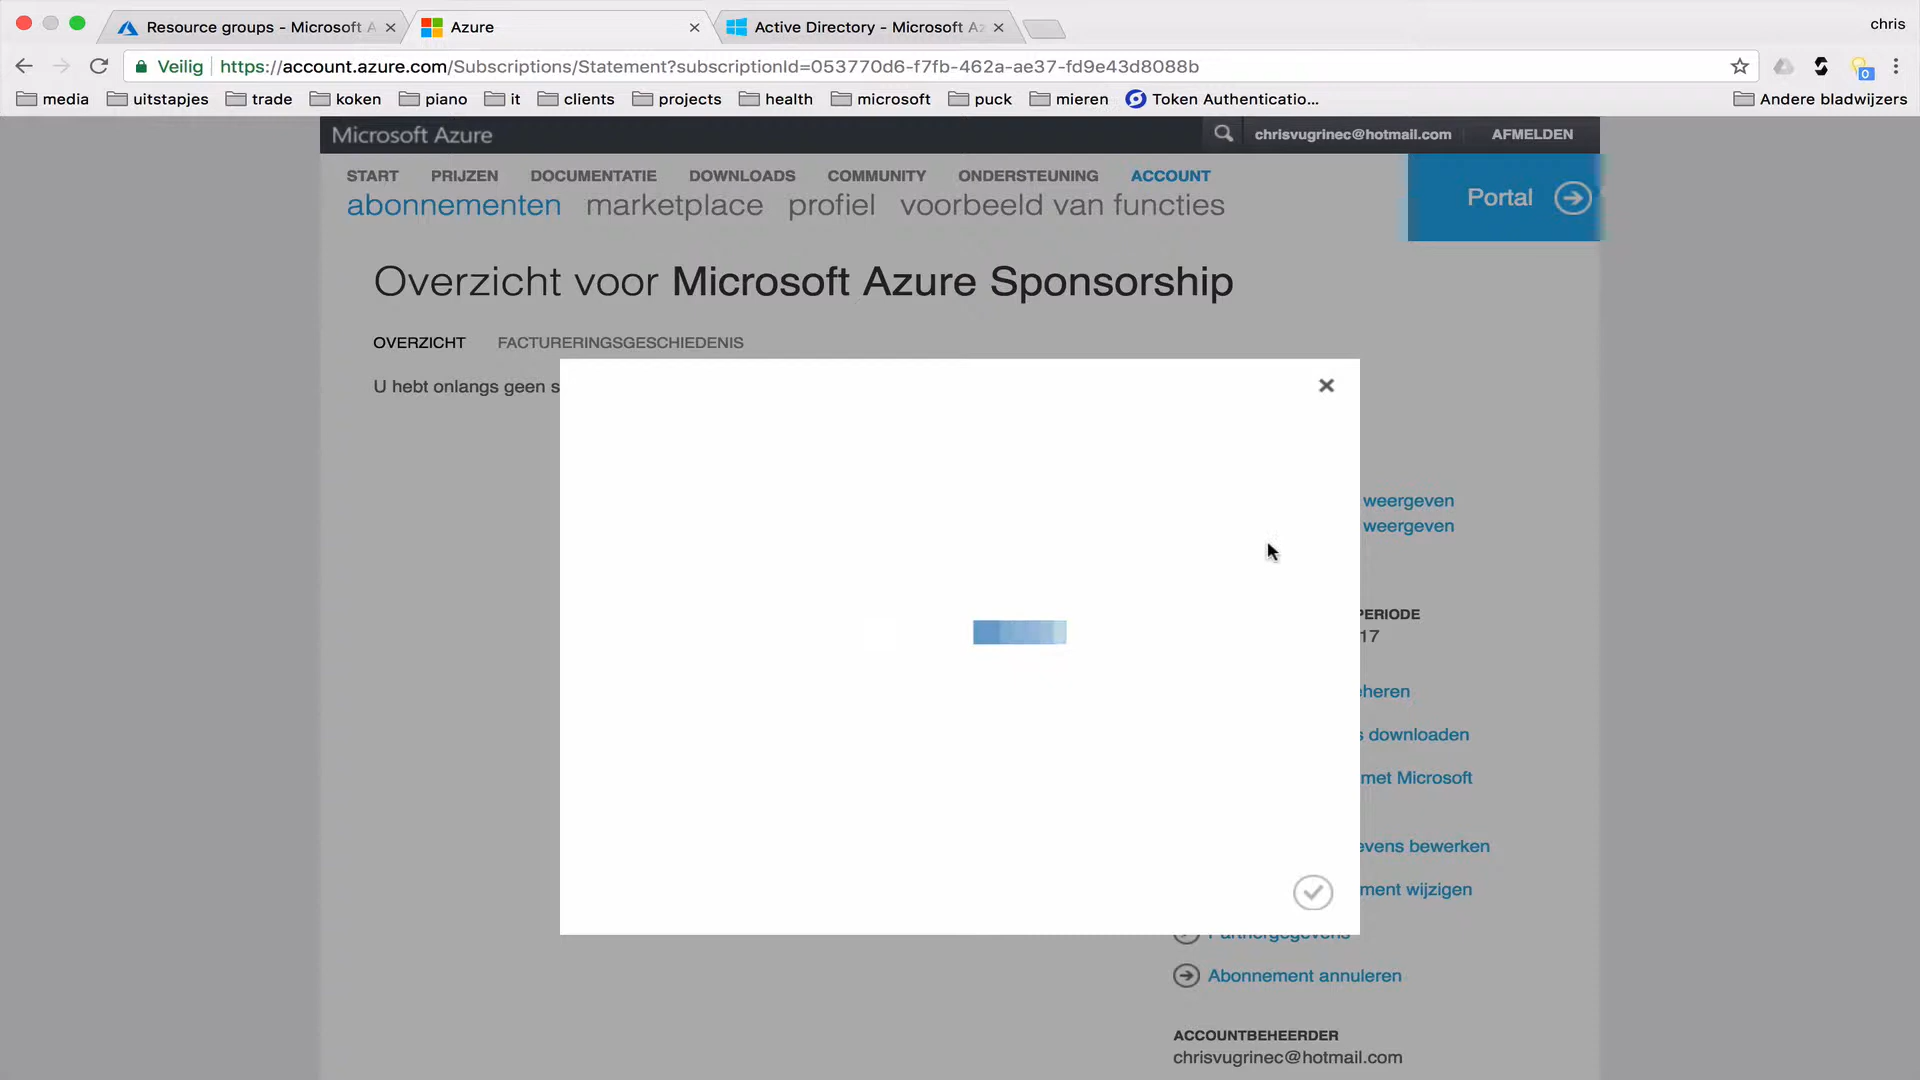 Resource groups - Microsoft A
Azure
Active Directory - Microsoft Az
chris
Veilig
https://account.azure.com/Subscriptions/Statement?subscriptionId=053770d6-f7fb-462a-ae37-fd9e43d8088b
0
media
uitstapjes
trade
koken
piano
it
clients
projects
health
microsoft
puck
mieren
Token Authenticatio...
Andere bladwijzers
Microsoft Azure
chrisvugrinec@hotmail.com
AFMELDEN
START
PRIJZEN
DOCUMENTATIE
DOWNLOADS
COMMUNITY
ONDERSTEUNING
ACCOUNT
abonnementen
marketplace
profiel
voorbeeld van functies
Portal
Overzicht voor Microsoft Azure Sponsorship
OVERZICHT
FACTURERINGSGESCHIEDENIS
U hebt onlangs geen s
weergeven
weergeven
PERIODE
17
heren
s downloaden
met Microsoft
evens bewerken
ment wijzigen
Partnergegevens
Abonnement annuleren
ACCOUNTBEHEERDER
chrisvugrinec@hotmail.com